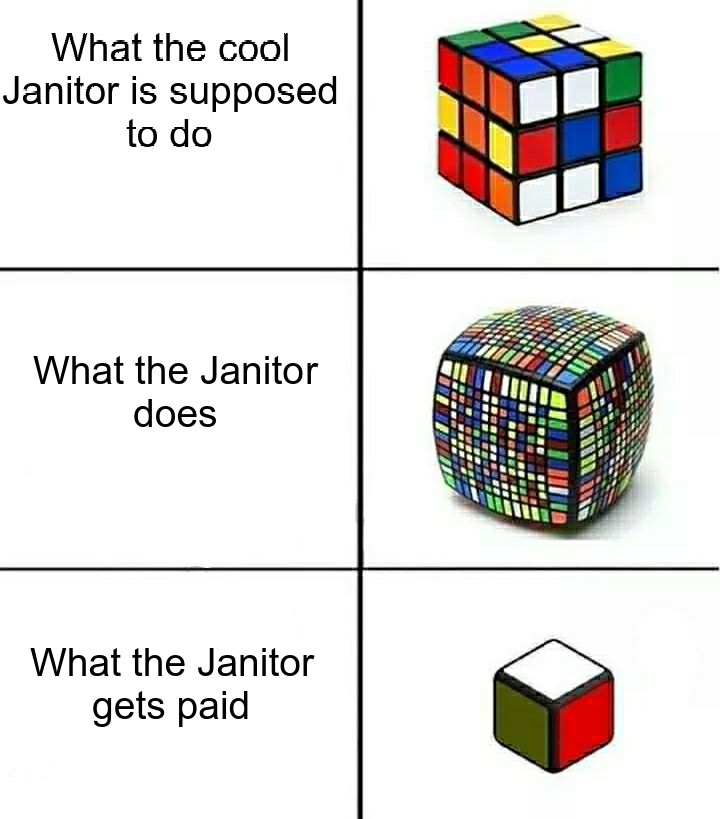 What the cool
Janitor is supposed
to do
What the Janitor
does
What the Janitor
gets paid